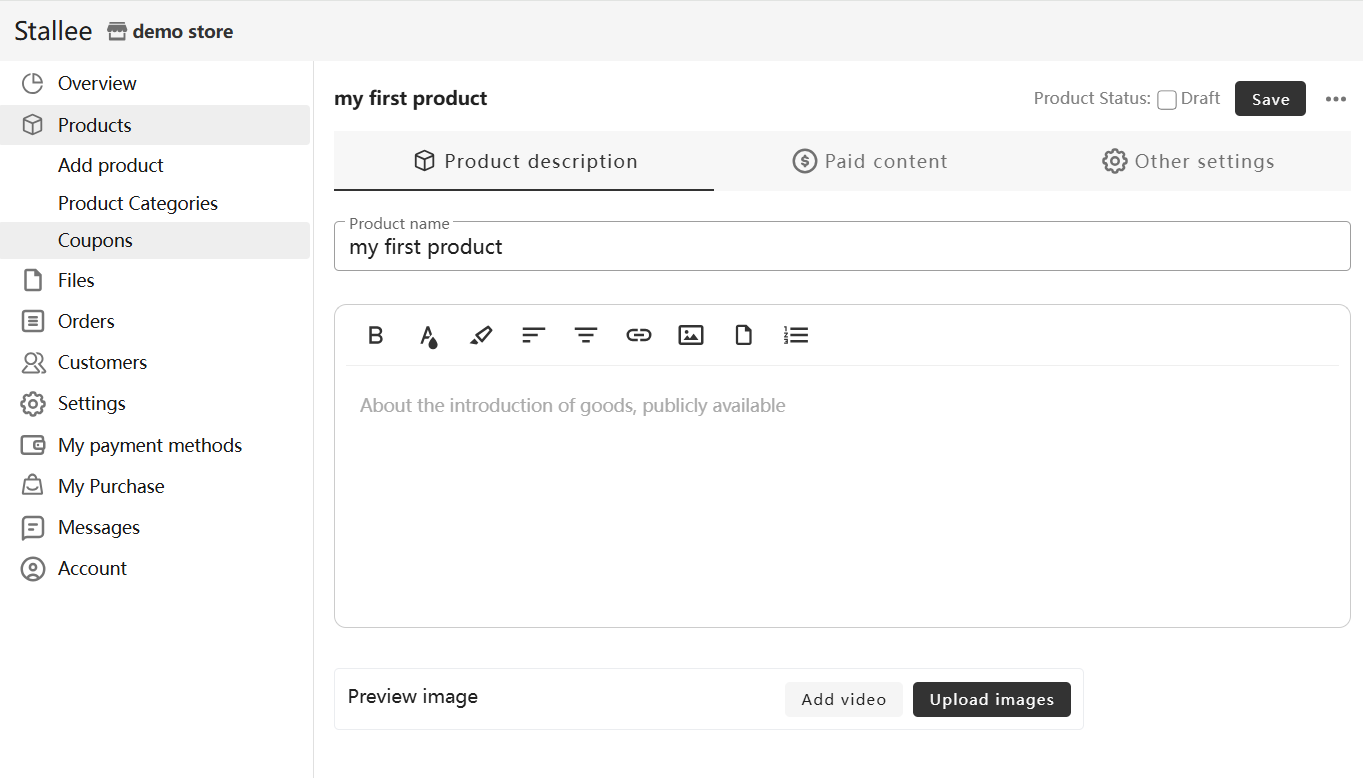 Stallee demo store
Overview
Products
Add product
Product Categories
Coupons
Files
Orders
Customers
Settings
My payment methods
My Purchase
Messages
Account
my first product
Product Status: Draft Save
Product description Paid content Other settings
Product name
my first product
About the introduction of goods, publicly available
Preview image Add video Upload images